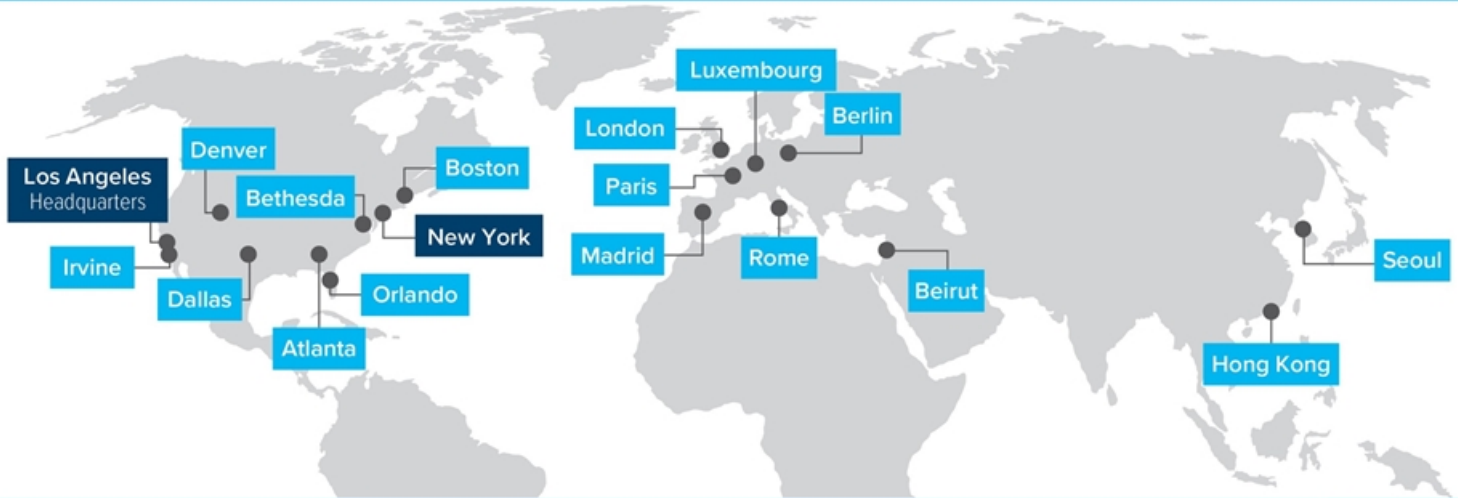 Luxembourg
Berlin
London
Denver
Boston
Los Angeles
Headquarters
Bethesda
Paris
New York
Madrid
Rome
Irvine
Seoul
Dallas
Orlando
Beirut
Atlanta
Hong Kong